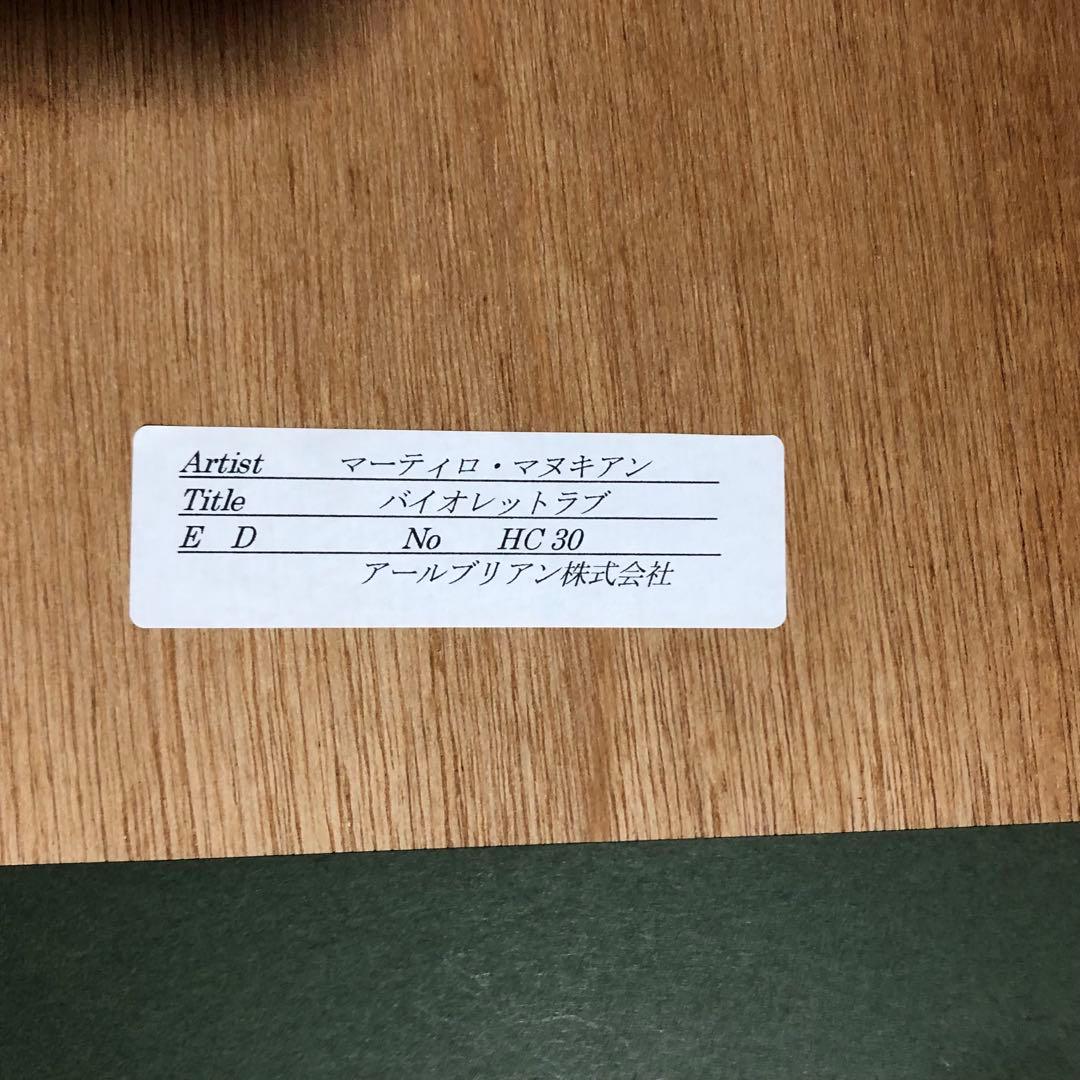 Artist マーティロ・マヌキアン
Title バイオレットラブ
E D No HC 30
アールブリアン株式会社